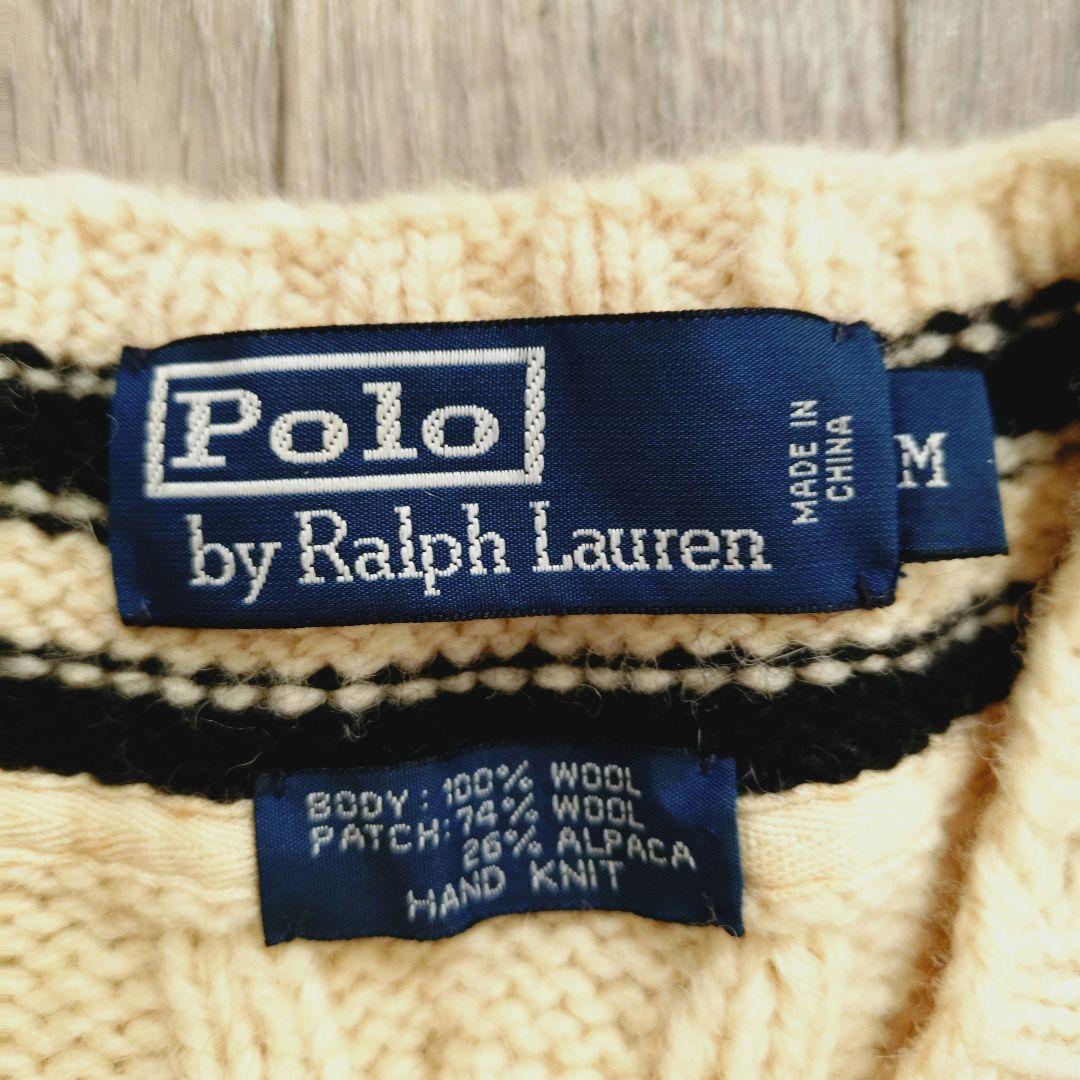 Polo
by Ralph Lauren
MADE IN
CHINA
M
BODY: 100% WOOL
PATCH: 74% WOOL
26% ALPACA
HAND KNIT